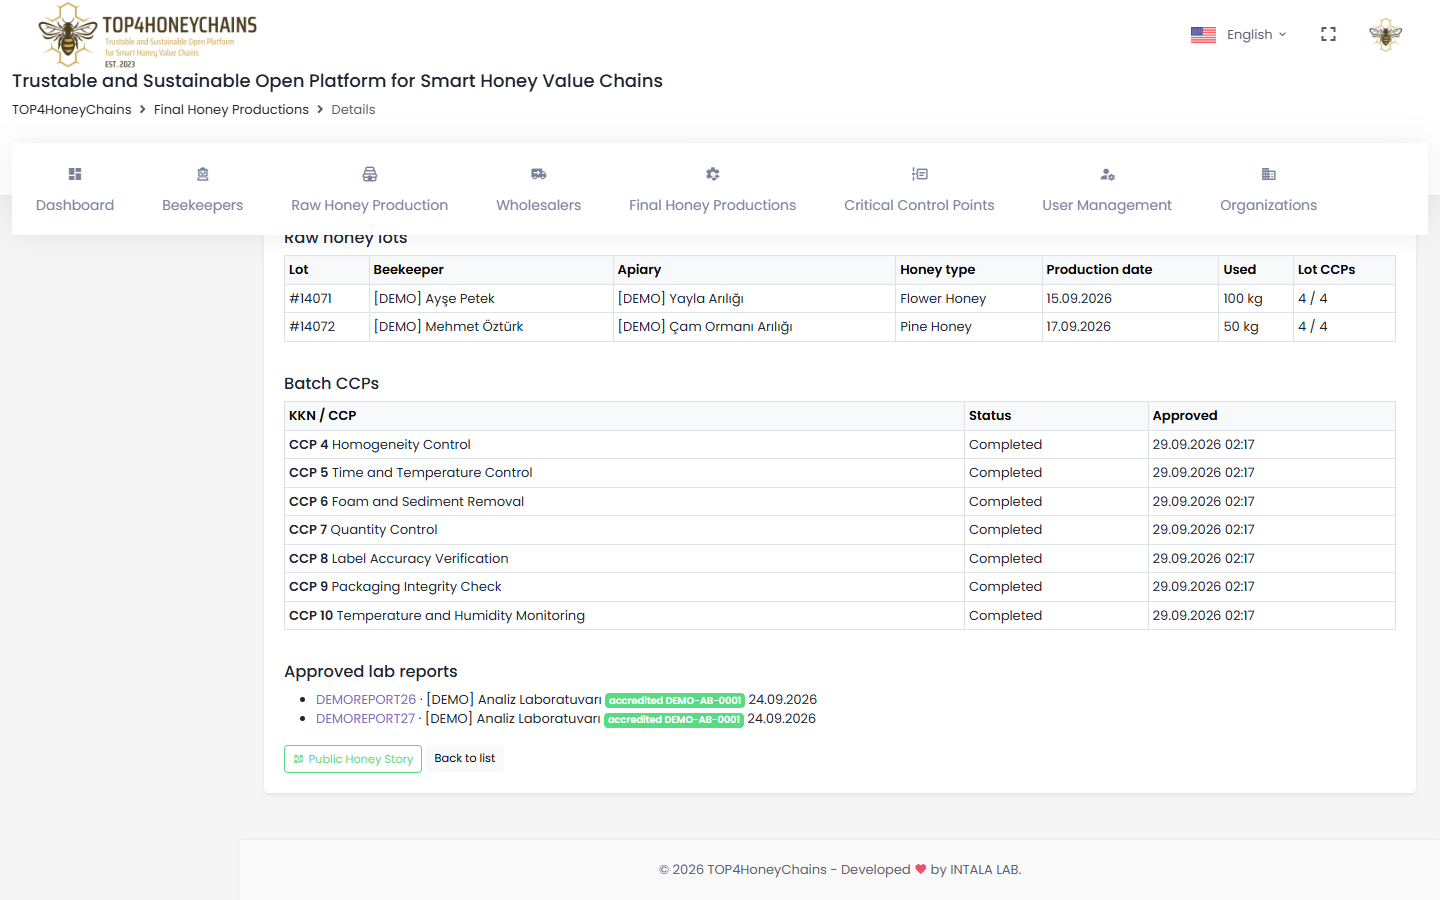 TOP4HONEYCHAINS
Trustable and Sustainable Open Platform
for Smart Honey Value Chains
EST. 2023
English
Trustable and Sustainable Open Platform for Smart Honey Value Chains
TOP4HoneyChains > Final Honey Productions > Details
Dashboard Beekeepers Raw Honey Production Wholesalers Final Honey Productions Critical Control Points User Management Organizations
Raw honey lots
Lot Beekeeper Apiary Honey type Production date Used Lot CCPs
#14071 [DEMO] Ayşe Petek [DEMO] Yayla Arılığı Flower Honey 15.09.2026 100 kg 4 / 4
#14072 [DEMO] Mehmet Öztürk [DEMO] Çam Ormanı Arılığı Pine Honey 17.09.2026 50 kg 4 / 4
Batch CCPs
KKN / CCP Status Approved
CCP 4 Homogeneity Control Completed 29.09.2026 02:17
CCP 5 Time and Temperature Control Completed 29.09.2026 02:17
CCP 6 Foam and Sediment Removal Completed 29.09.2026 02:17
CCP 7 Quantity Control Completed 29.09.2026 02:17
CCP 8 Label Accuracy Verification Completed 29.09.2026 02:17
CCP 9 Packaging Integrity Check Completed 29.09.2026 02:17
CCP 10 Temperature and Humidity Monitoring Completed 29.09.2026 02:17
Approved lab reports
DEMOREPORT26 · [DEMO] Analiz Laboratuvarı accredited DEMO-AB-0001 24.09.2026
DEMOREPORT27 · [DEMO] Analiz Laboratuvarı accredited DEMO-AB-0001 24.09.2026
Public Honey Story Back to list
© 2026 TOP4HoneyChains - Developed ❤ by INTALA LAB.